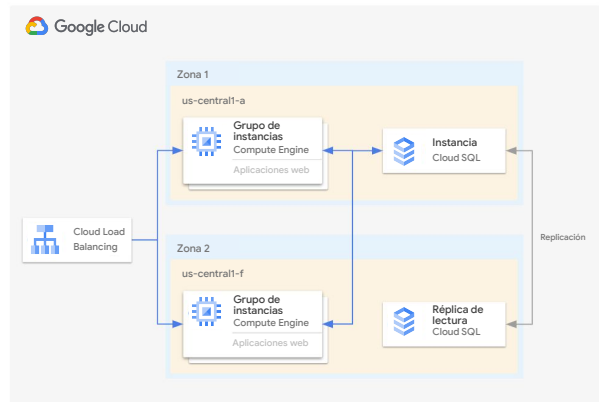 Google Cloud
Zona 1
us-central1-a
Grupo de
instancias
Compute Engine
Aplicaciones web
Instancia
Cloud SQL
Cloud Load
Balancing
Replicación
Zona 2
us-central1-f
Grupo de
instancias
Compute Engine
Aplicaciones web
Réplica de
lectura
Cloud SQL